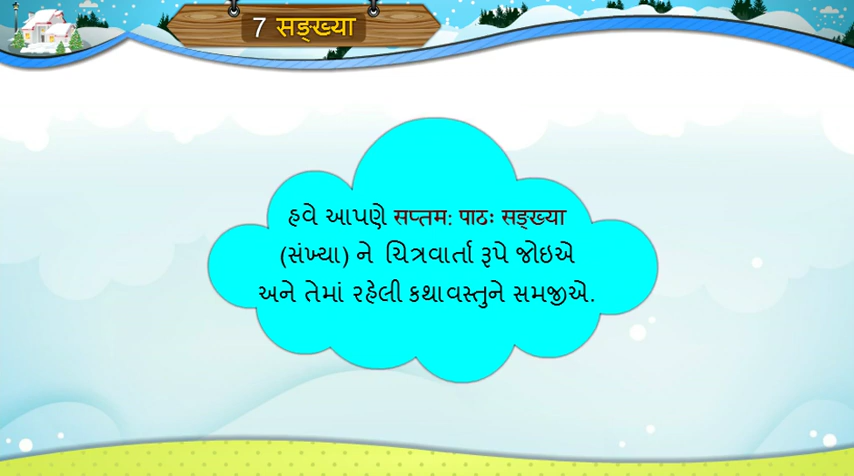 7 सङ्ख्या
હવે આપણે सप्तम: पाठः सङ्ख्या
(સંખ્યા) ને ચિત્રવાર્તા રૂપે જોઇએ
અને તેમાં રહેલી કથાવસ્તુને સમજીએ.